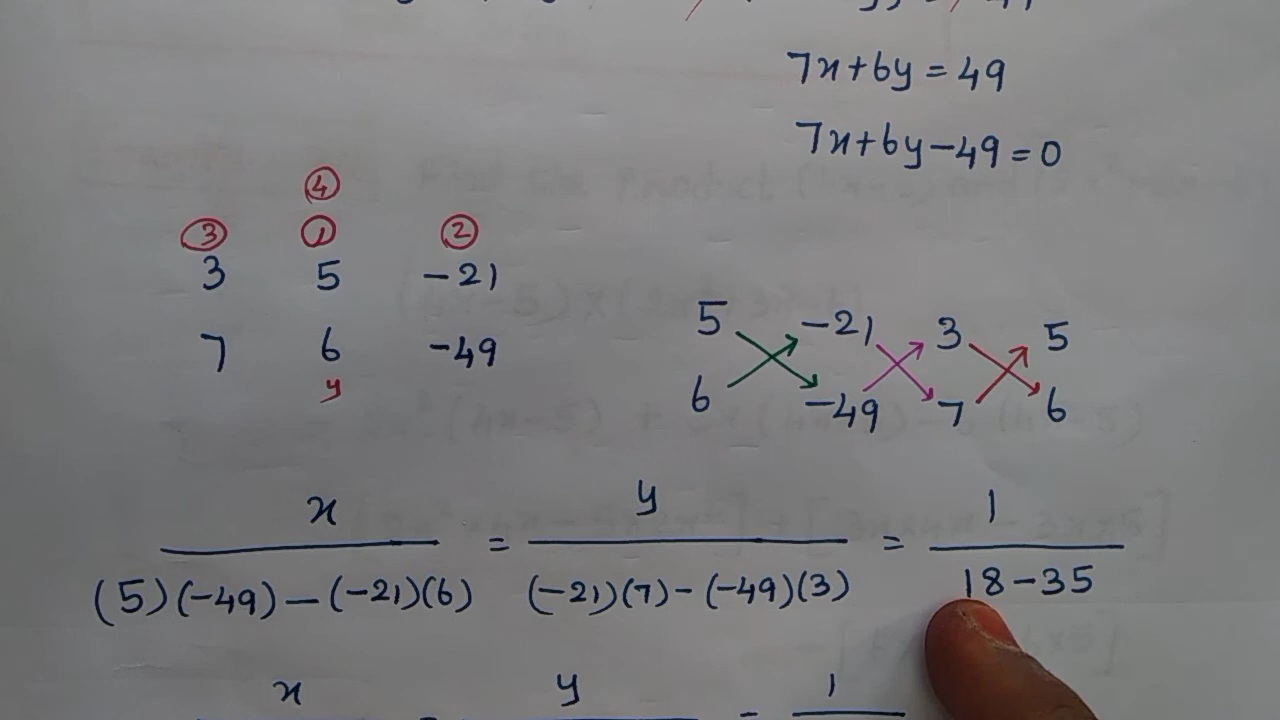 7x+6y=49
7x+6y-49=0
④
③ ① ②
3 5 -21
7 6 -49
y
5 -21 3 5
6 -49 7 6
x y 1
= =
(5)(-49)-(-21)(6) (-21)(7)-(-49)(3) 18-35
x y 1